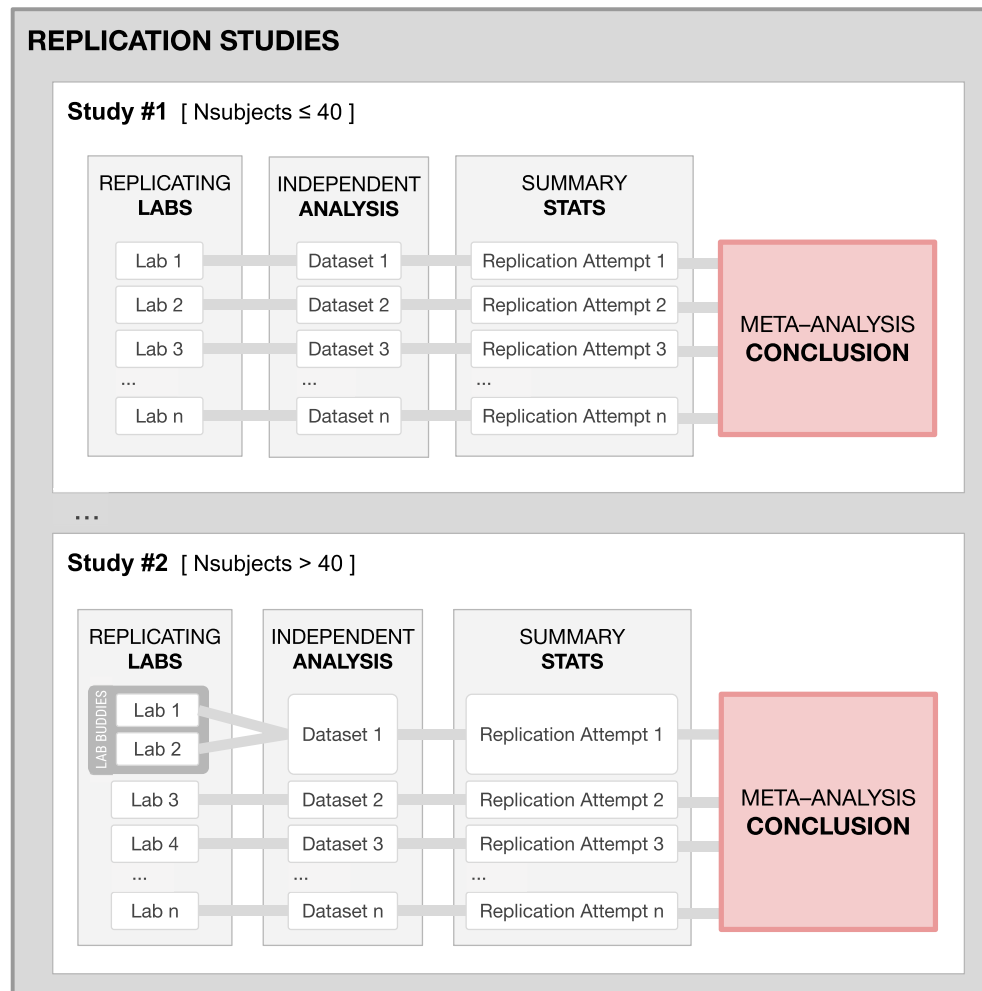 REPLICATION STUDIES
Study #1 [ Nsubjects ≤ 40 ]
REPLICATING
LABS
INDEPENDENT
ANALYSIS
SUMMARY
STATS
Lab 1
Dataset 1
Replication Attempt 1
Lab 2
Dataset 2
Replication Attempt 2
Lab 3
Dataset 3
Replication Attempt 3
...
...
...
Lab n
Dataset n
Replication Attempt n
META–ANALYSIS
CONCLUSION
...
Study #2 [ Nsubjects > 40 ]
REPLICATING
LABS
INDEPENDENT
ANALYSIS
SUMMARY
STATS
LAB BUDDIES
Lab 1
Lab 2
Dataset 1
Replication Attempt 1
Lab 3
Dataset 2
Replication Attempt 2
Lab 4
Dataset 3
Replication Attempt 3
...
...
...
Lab n
Dataset n
Replication Attempt n
META–ANALYSIS
CONCLUSION